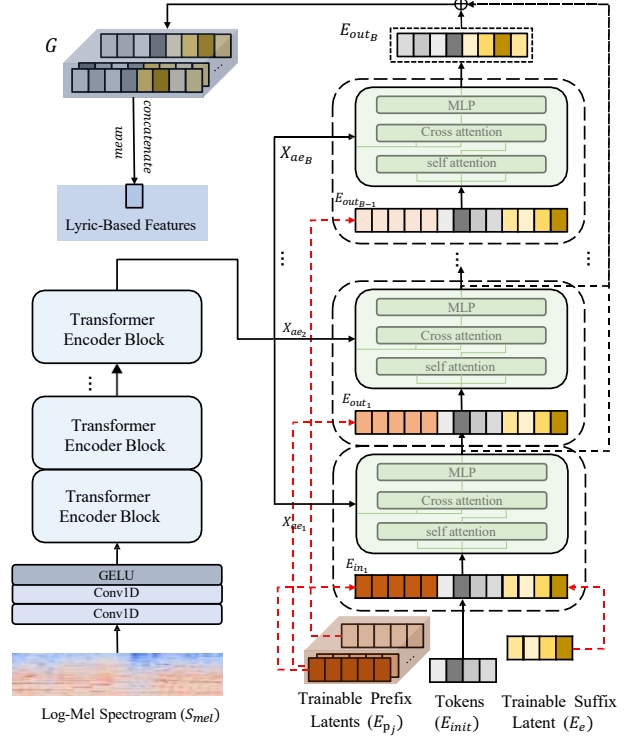 G
E_{out_B}
concatenate
mean
Lyric-Based Features
MLP
Cross attention
self attention
X_{ae_B}
E_{out_{B-1}}
...
Transformer
Encoder Block
...
Transformer
Encoder Block
Transformer
Encoder Block
GELU
Conv1D
Conv1D
Log-Mel Spectrogram (S_{mel})
MLP
Cross attention
self attention
X_{ae_2}
E_{out_1}
MLP
Cross attention
self attention
X_{ae_1}
E_{in_1}
Trainable Prefix
Latents (E_{p_j})
Tokens
(E_{init})
Trainable Suffix
Latent (E_e)